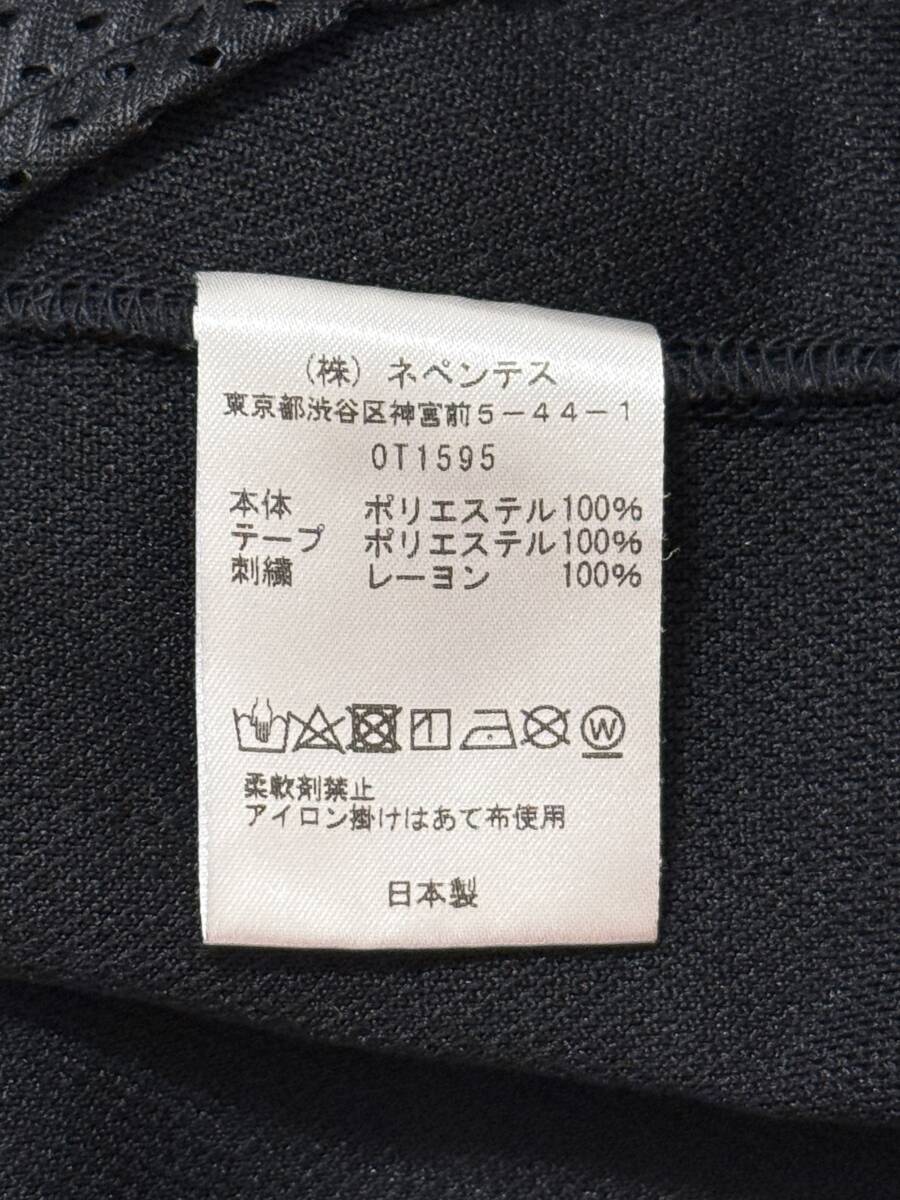 (株)ネペンテス
東京都渋谷区神宮前5-44-1
OT1595
本体 ポリエステル100%
テープ ポリエステル100%
刺繍 レーヨン 100%
1 W
柔軟剤禁止
アイロン掛けはあて布使用
日本製